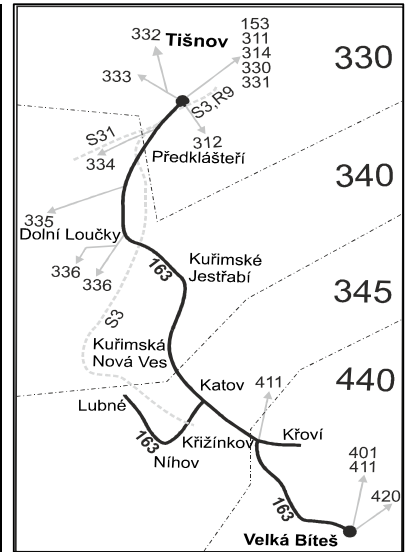 332
Tišnov
153
311
314
330
331
330
333
S3,R9
S31
312
334
Předklášteří
340
335
Dolní Loučky
336
336
163
Kuřimské
Jestřabí
345
S3
Kuřimská
Nová Ves
440
Katov
411
Lubné
163
Křižínkov
Křoví
Níhov
401
411
163
420
Velká Bíteš